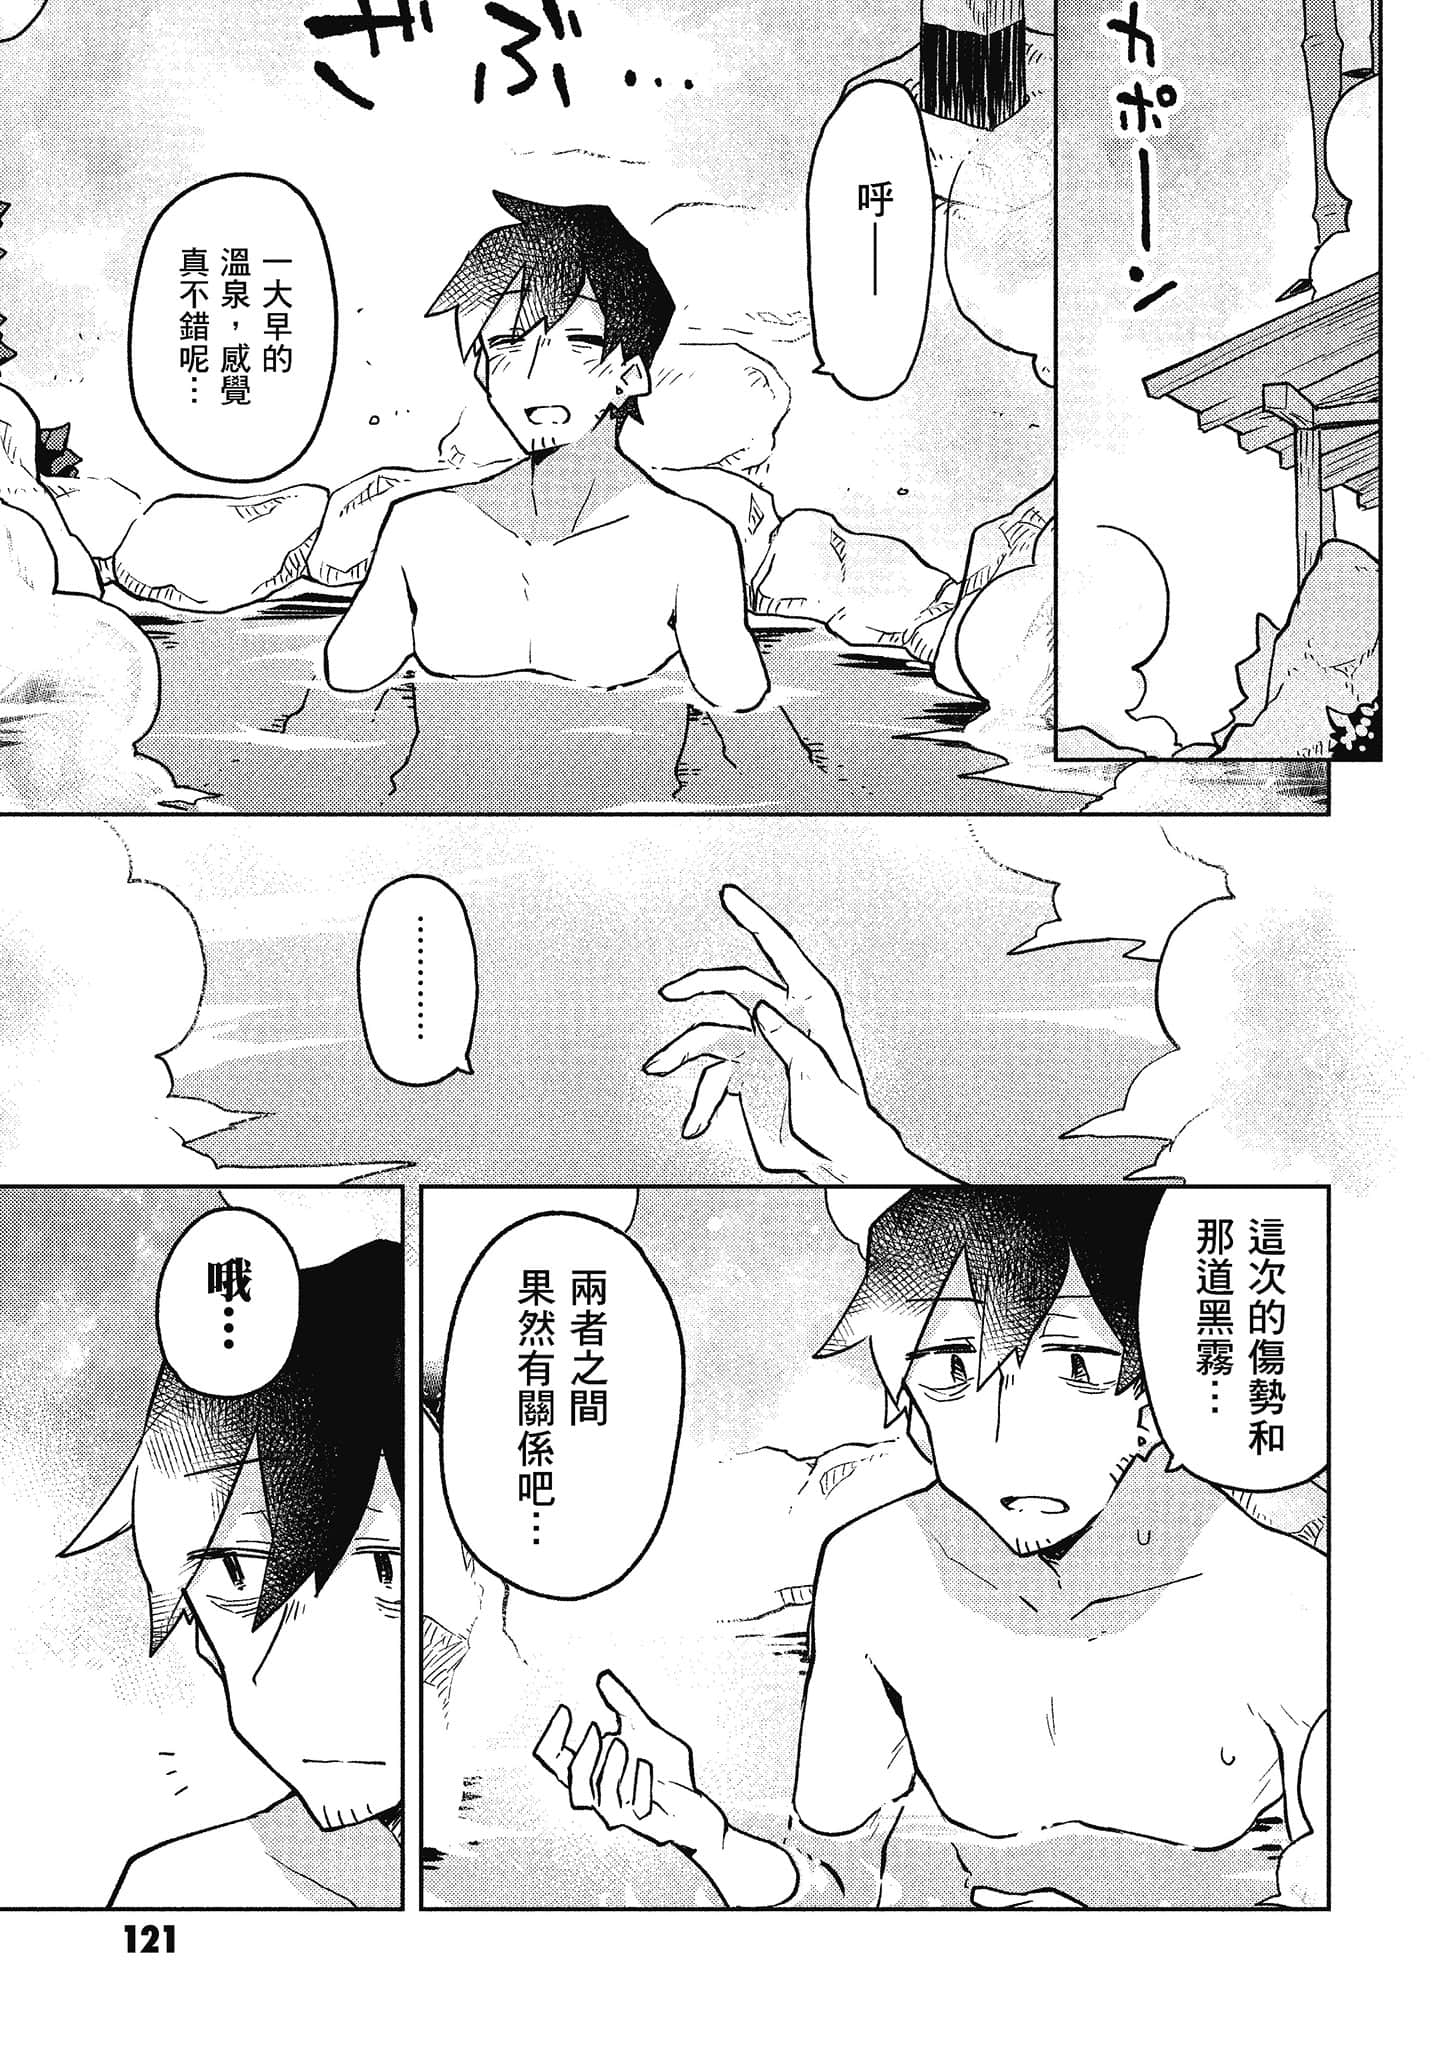 カポーン
ぎぶ…
呼──
一大早的
溫泉，感覺
真不錯呢…
………
這次的傷勢和
那道黑霧…
兩者之間
果然有關係吧…
哦…
121